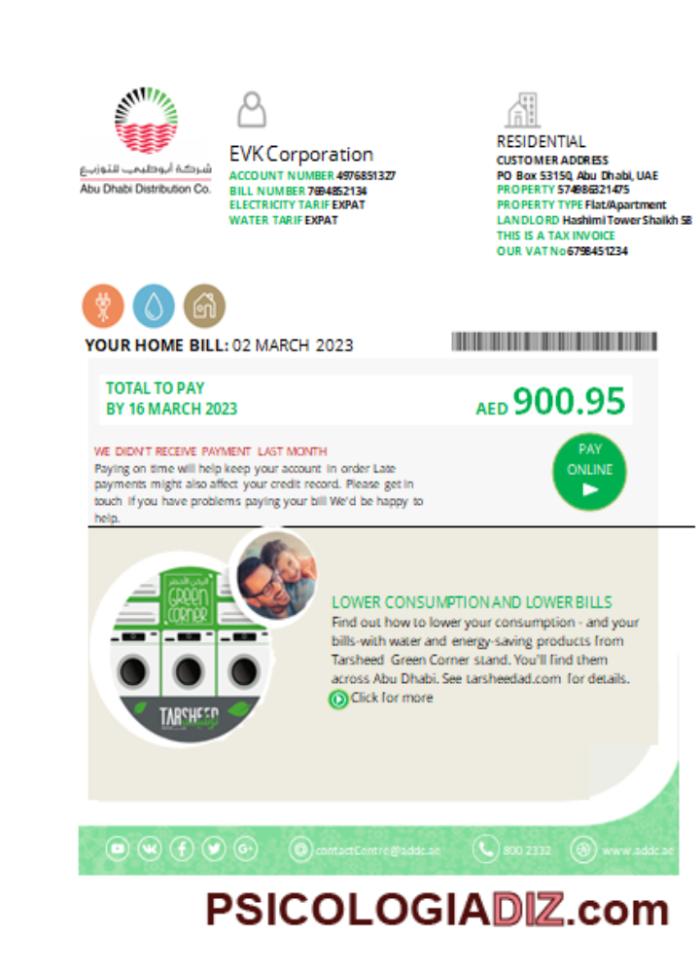 شركة أبوظبي للتوزيع
Abu Dhabi Distribution Co.
EVK Corporation
ACCOUNT NUMBER 4976851327
BILL NUMBER 7694852134
ELECTRICITY TARIF EXPAT
WATER TARIF EXPAT
RESIDENTIAL
CUSTOMER ADDRESS
PO Box 53150, Abu Dhabi, UAE
PROPERTY 574986321475
PROPERTY TYPE Flat/Apartment
LANDLORD Hashimi Tower Shaikh SB
THIS IS A TAX INVOICE
OUR VAT No 6798451234
YOUR HOME BILL: 02 MARCH 2023
TOTAL TO PAY
BY 16 MARCH 2023
AED 900.95
WE DIDN'T RECEIVE PAYMENT LAST MONTH
Paying on time will help keep your account in order Late
payments might also affect your credit record. Please get in
touch if you have problems paying your bill We'd be happy to
help.
PAY
ONLINE
GREEN
CORNER
TARSHEED
LOWER CONSUMPTION AND LOWER BILLS
Find out how to lower your consumption - and your
bills-with water and energy-saving products from
Tarsheed Green Corner stand. You'll find them
across Abu Dhabi. See tarsheedad.com for details.
Click for more
contactCentre@addc.ae
800 2332
www.addc.ae
PSICOLOGIADIZ.com